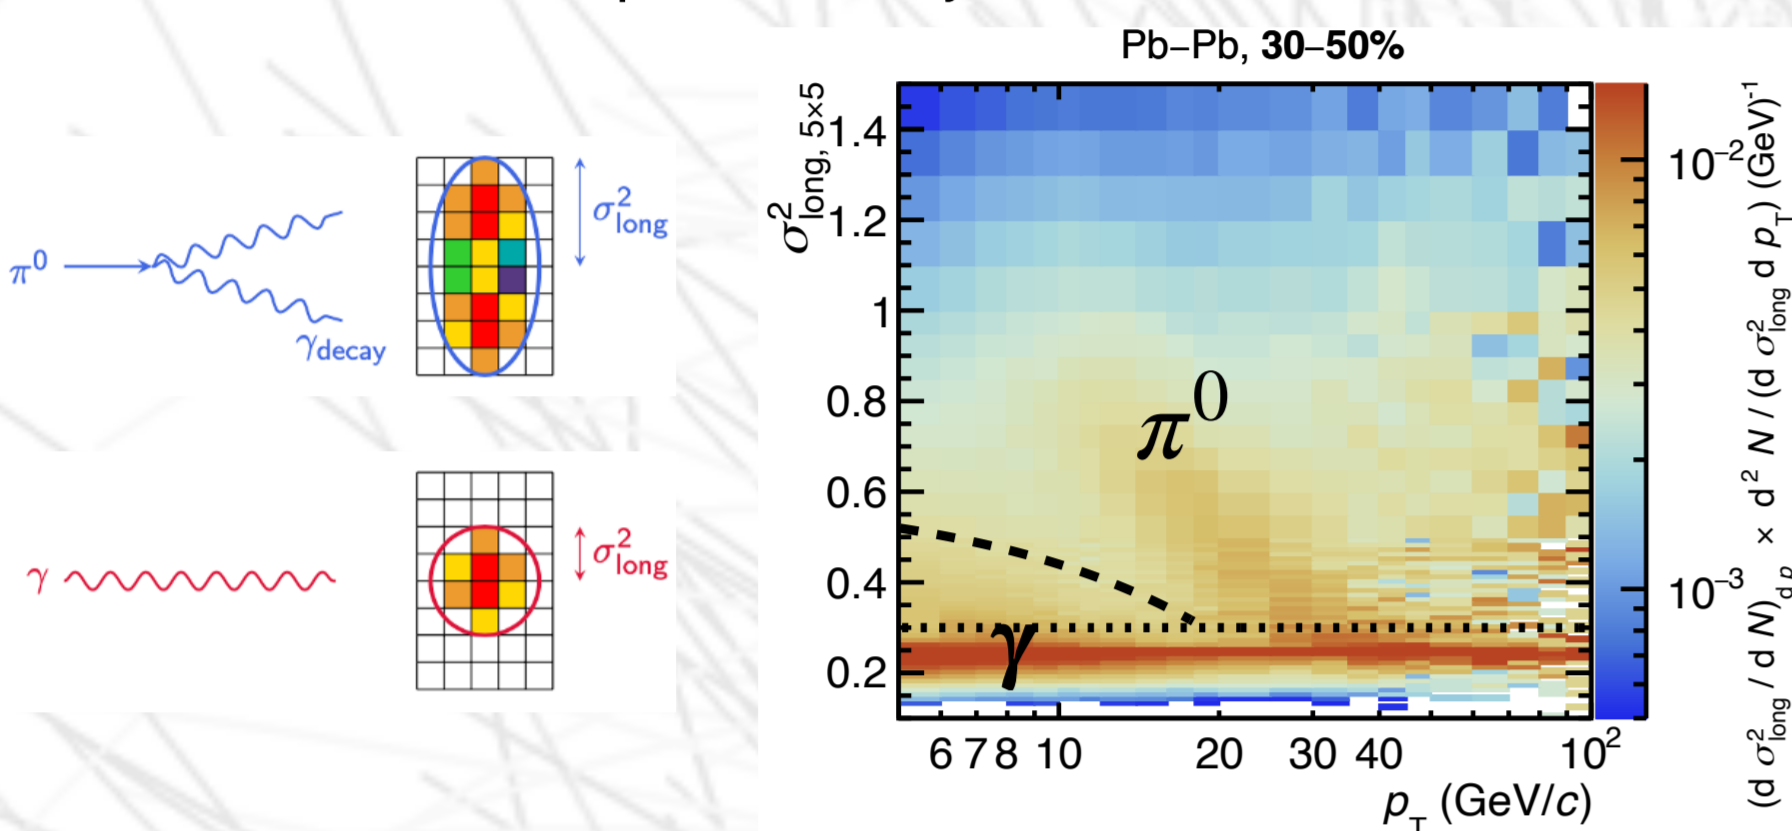 Pb–Pb, 30–50%
π⁰
γdecay
σ²long
γ
σ²long
σ²long, 5×5
1.4
1.2
1
0.8
0.6
0.4
0.2
π⁰
γ
6 7 8 10 20 30 40 10²
pT (GeV/c)
10⁻²
10⁻³
(d σ²long / d N)d p × d² N / (d σ²long d pT) (GeV)⁻¹